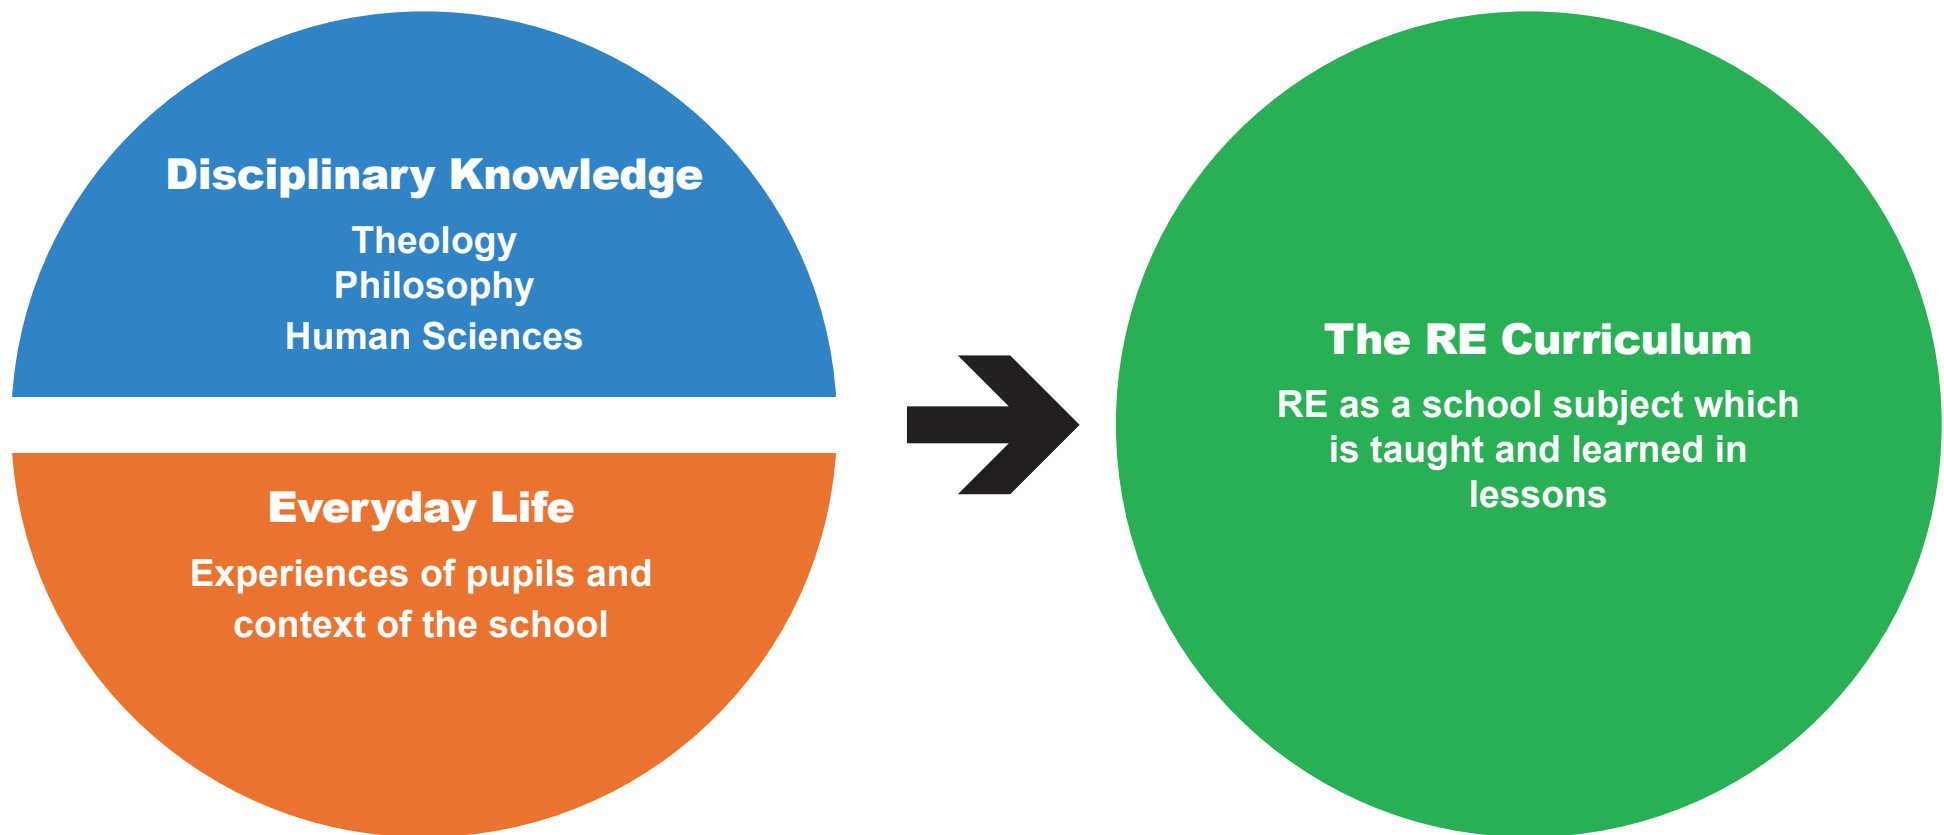 Disciplinary Knowledge
Theology
Philosophy
Human Sciences
Everyday Life
Experiences of pupils and
context of the school
The RE Curriculum
RE as a school subject which
is taught and learned in
lessons